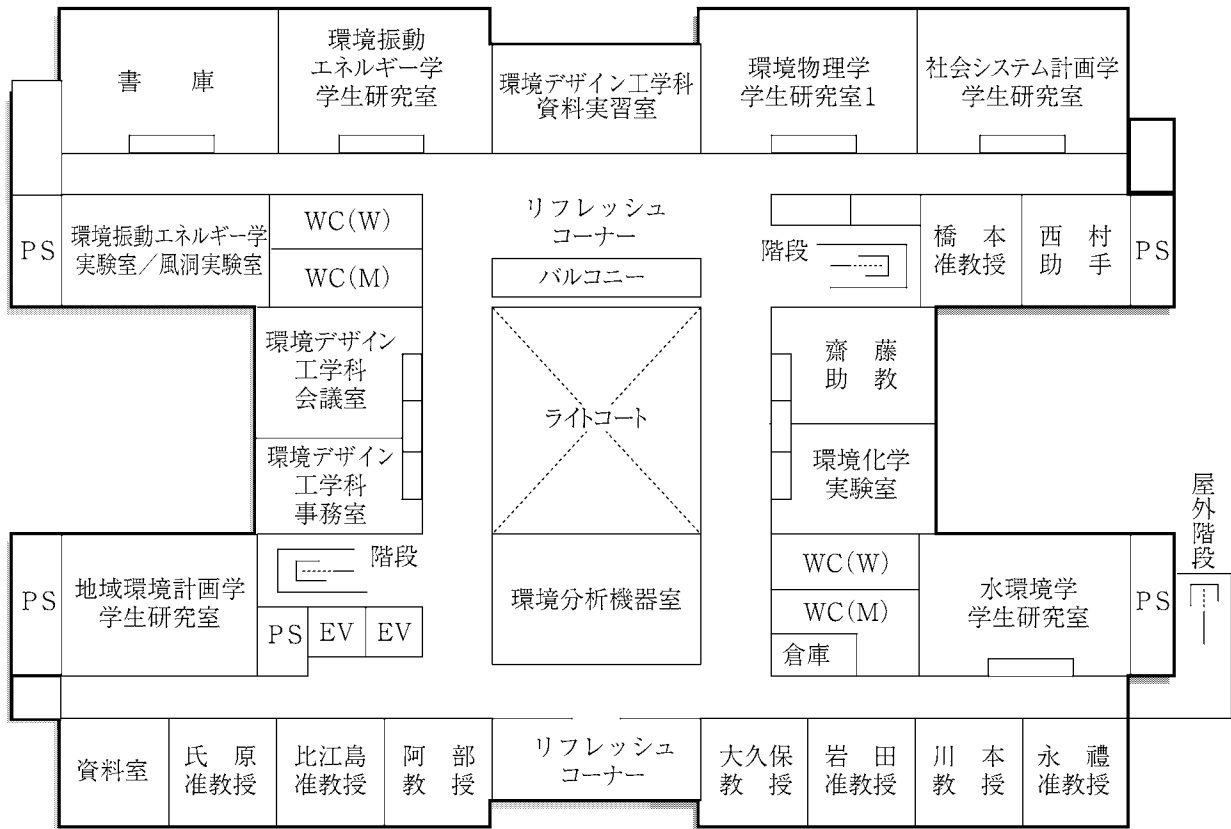 書庫
環境振動
エネルギー学
学生研究室
環境デザイン工学科
資料実習室
環境物理学
学生研究室1
社会システム計画学
学生研究室
PS
環境振動エネルギー学
実験室／風洞実験室
WC(W)
WC(M)
リフレッシュ
コーナー
バルコニー
階段
橋本
准教授
西村
助手
PS
環境デザイン
工学科
会議室
ライトコート
齋藤
助教
環境デザイン
工学科
事務室
環境化学
実験室
屋外階段
PS
地域環境計画学
学生研究室
階段
PS
EV
EV
環境分析機器室
WC(W)
WC(M)
倉庫
水環境学
学生研究室
PS
資料室
氏原
准教授
比江島
准教授
阿部
教授
リフレッシュ
コーナー
大久保
教授
岩田
准教授
川本
教授
永禮
准教授